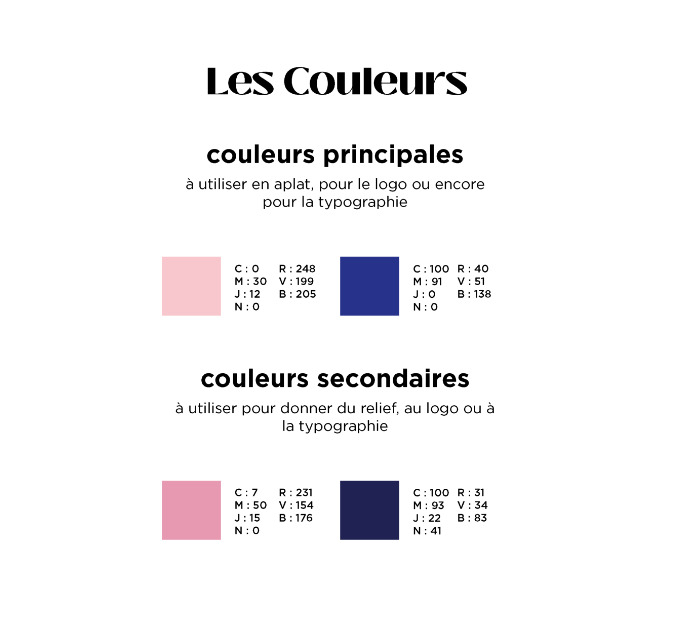 Les Couleurs
couleurs principales
à utiliser en aplat, pour le logo ou encore
pour la typographie
C : 0 R : 248 C : 100 R : 40
M : 30 V : 199 M : 91 V : 51
J : 12 B : 205 J : 0 B : 138
N : 0 N : 0
couleurs secondaires
à utiliser pour donner du relief, au logo ou à
la typographie
C : 7 R : 231 C : 100 R : 31
M : 50 V : 154 M : 93 V : 34
J : 15 B : 176 J : 22 B : 83
N : 0 N : 41